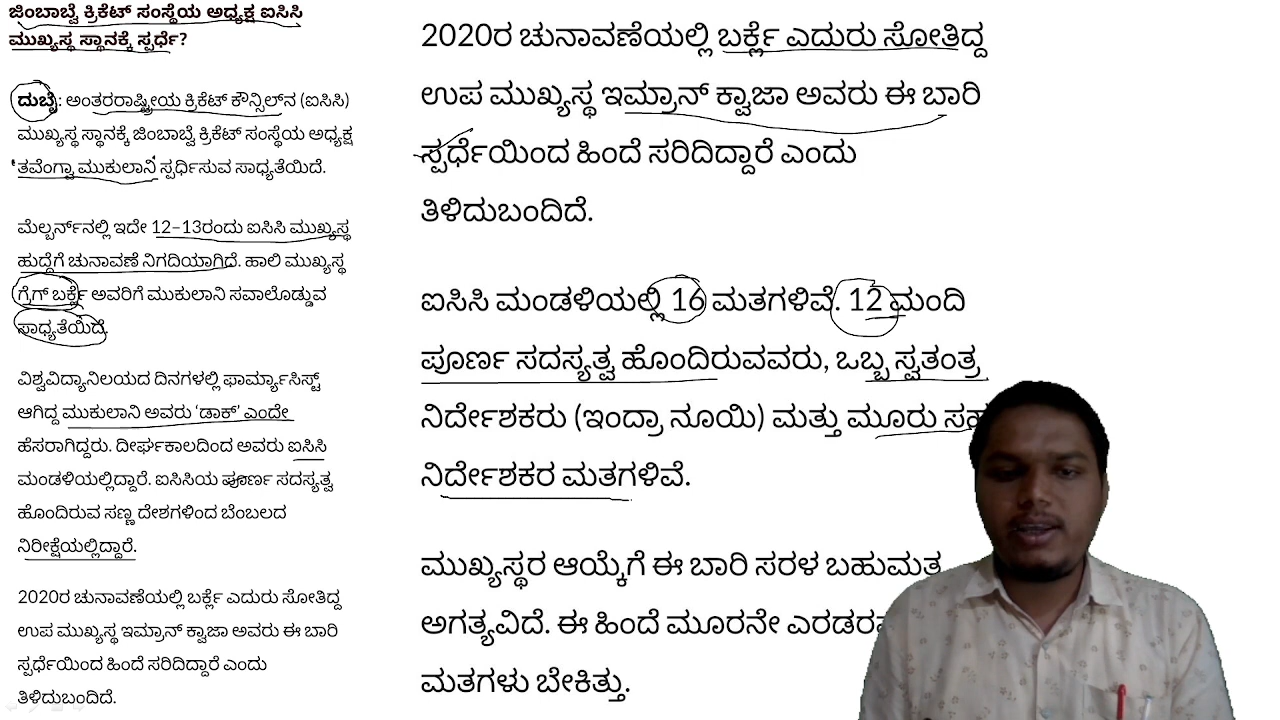 ಜಿಂಬಾಬ್ವೆ ಕ್ರಿಕೆಟ್ ಸಂಸ್ಥೆಯ ಅಧ್ಯಕ್ಷ ಐಸಿಸಿ
ಮುಖ್ಯಸ್ಥ ಸ್ಥಾನಕ್ಕೆ ಸ್ಪರ್ಧೆ?
ದುಬೈ: ಅಂತರರಾಷ್ಟ್ರೀಯ ಕ್ರಿಕೆಟ್ ಕೌನ್ಸಿಲ್‌ನ (ಐಸಿಸಿ)
ಮುಖ್ಯಸ್ಥ ಸ್ಥಾನಕ್ಕೆ ಜಿಂಬಾಬ್ವೆ ಕ್ರಿಕೆಟ್ ಸಂಸ್ಥೆಯ ಅಧ್ಯಕ್ಷ
ತವೆಂಗ್ವಾ ಮುಕುಲಾನಿ ಸ್ಪರ್ಧಿಸುವ ಸಾಧ್ಯತೆಯಿದೆ.
ಮೆಲ್ಬರ್ನ್‌ನಲ್ಲಿ ಇದೇ 12–13ರಂದು ಐಸಿಸಿ ಮುಖ್ಯಸ್ಥ
ಹುದ್ದೆಗೆ ಚುನಾವಣೆ ನಿಗದಿಯಾಗಿದೆ. ಹಾಲಿ ಮುಖ್ಯಸ್ಥ
ಗ್ರೆಗ್ ಬರ್ಕ್ಲೆ ಅವರಿಗೆ ಮುಕುಲಾನಿ ಸವಾಲೊಡ್ಡುವ
ಸಾಧ್ಯತೆಯಿದೆ.
ವಿಶ್ವವಿದ್ಯಾನಿಲಯದ ದಿನಗಳಲ್ಲಿ ಫಾರ್ಮ್ಯಾಸಿಸ್ಟ್
ಆಗಿದ್ದ ಮುಕುಲಾನಿ ಅವರು 'ಡಾಕ್' ಎಂದೇ
ಹೆಸರಾಗಿದ್ದರು. ದೀರ್ಘಕಾಲದಿಂದ ಅವರು ಐಸಿಸಿ
ಮಂಡಳಿಯಲ್ಲಿದ್ದಾರೆ. ಐಸಿಸಿಯ ಪೂರ್ಣ ಸದಸ್ಯತ್ವ
ಹೊಂದಿರುವ ಸಣ್ಣ ದೇಶಗಳಿಂದ ಬೆಂಬಲದ
ನಿರೀಕ್ಷೆಯಲ್ಲಿದ್ದಾರೆ.
2020ರ ಚುನಾವಣೆಯಲ್ಲಿ ಬರ್ಕ್ಲೆ ಎದುರು ಸೋತಿದ್ದ
ಉಪ ಮುಖ್ಯಸ್ಥ ಇಮ್ರಾನ್ ಕ್ವಾಜಾ ಅವರು ಈ ಬಾರಿ
ಸ್ಪರ್ಧೆಯಿಂದ ಹಿಂದೆ ಸರಿದಿದ್ದಾರೆ ಎಂದು
ತಿಳಿದುಬಂದಿದೆ.
2020ರ ಚುನಾವಣೆಯಲ್ಲಿ ಬರ್ಕ್ಲೆ ಎದುರು ಸೋತಿದ್ದ
ಉಪ ಮುಖ್ಯಸ್ಥ ಇಮ್ರಾನ್ ಕ್ವಾಜಾ ಅವರು ಈ ಬಾರಿ
ಸ್ಪರ್ಧೆಯಿಂದ ಹಿಂದೆ ಸರಿದಿದ್ದಾರೆ ಎಂದು
ತಿಳಿದುಬಂದಿದೆ.
ಐಸಿಸಿ ಮಂಡಳಿಯಲ್ಲಿ 16 ಮತಗಳಿವೆ. 12 ಮಂದಿ
ಪೂರ್ಣ ಸದಸ್ಯತ್ವ ಹೊಂದಿರುವವರು, ಒಬ್ಬ ಸ್ವತಂತ್ರ
ನಿರ್ದೇಶಕರು (ಇಂದ್ರಾ ನೂಯಿ) ಮತ್ತು ಮೂರು
ನಿರ್ದೇಶಕರ ಮತಗಳಿವೆ.
ಮುಖ್ಯಸ್ಥರ ಆಯ್ಕೆಗೆ ಈ ಬಾರಿ ಸರಳ ಬಹುಮತ
ಅಗತ್ಯವಿದೆ. ಈ ಹಿಂದೆ ಮೂರನೇ
ಮತಗಳು ಬೇಕಿತ್ತು.